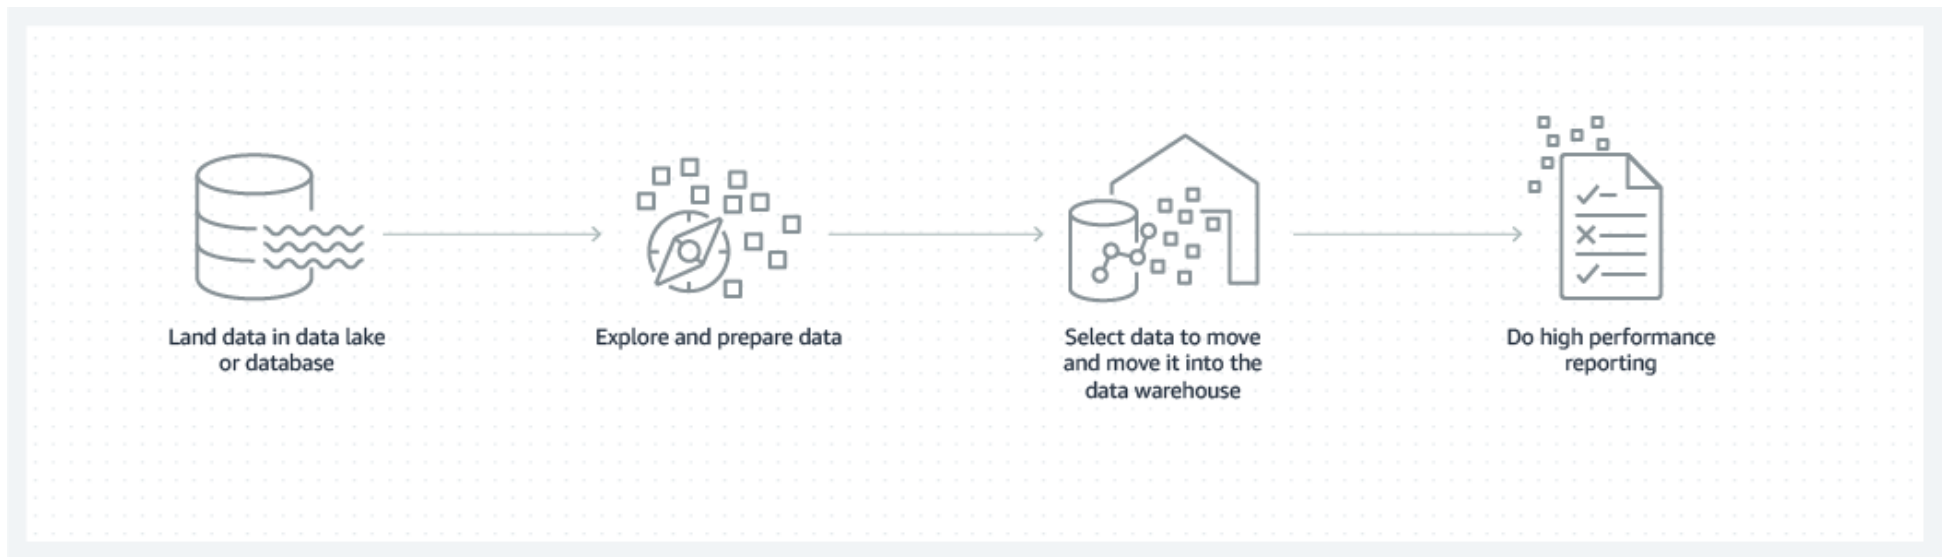 Land data in data lake
or database
Explore and prepare data
Select data to move
and move it into the
data warehouse
Do high performance
reporting